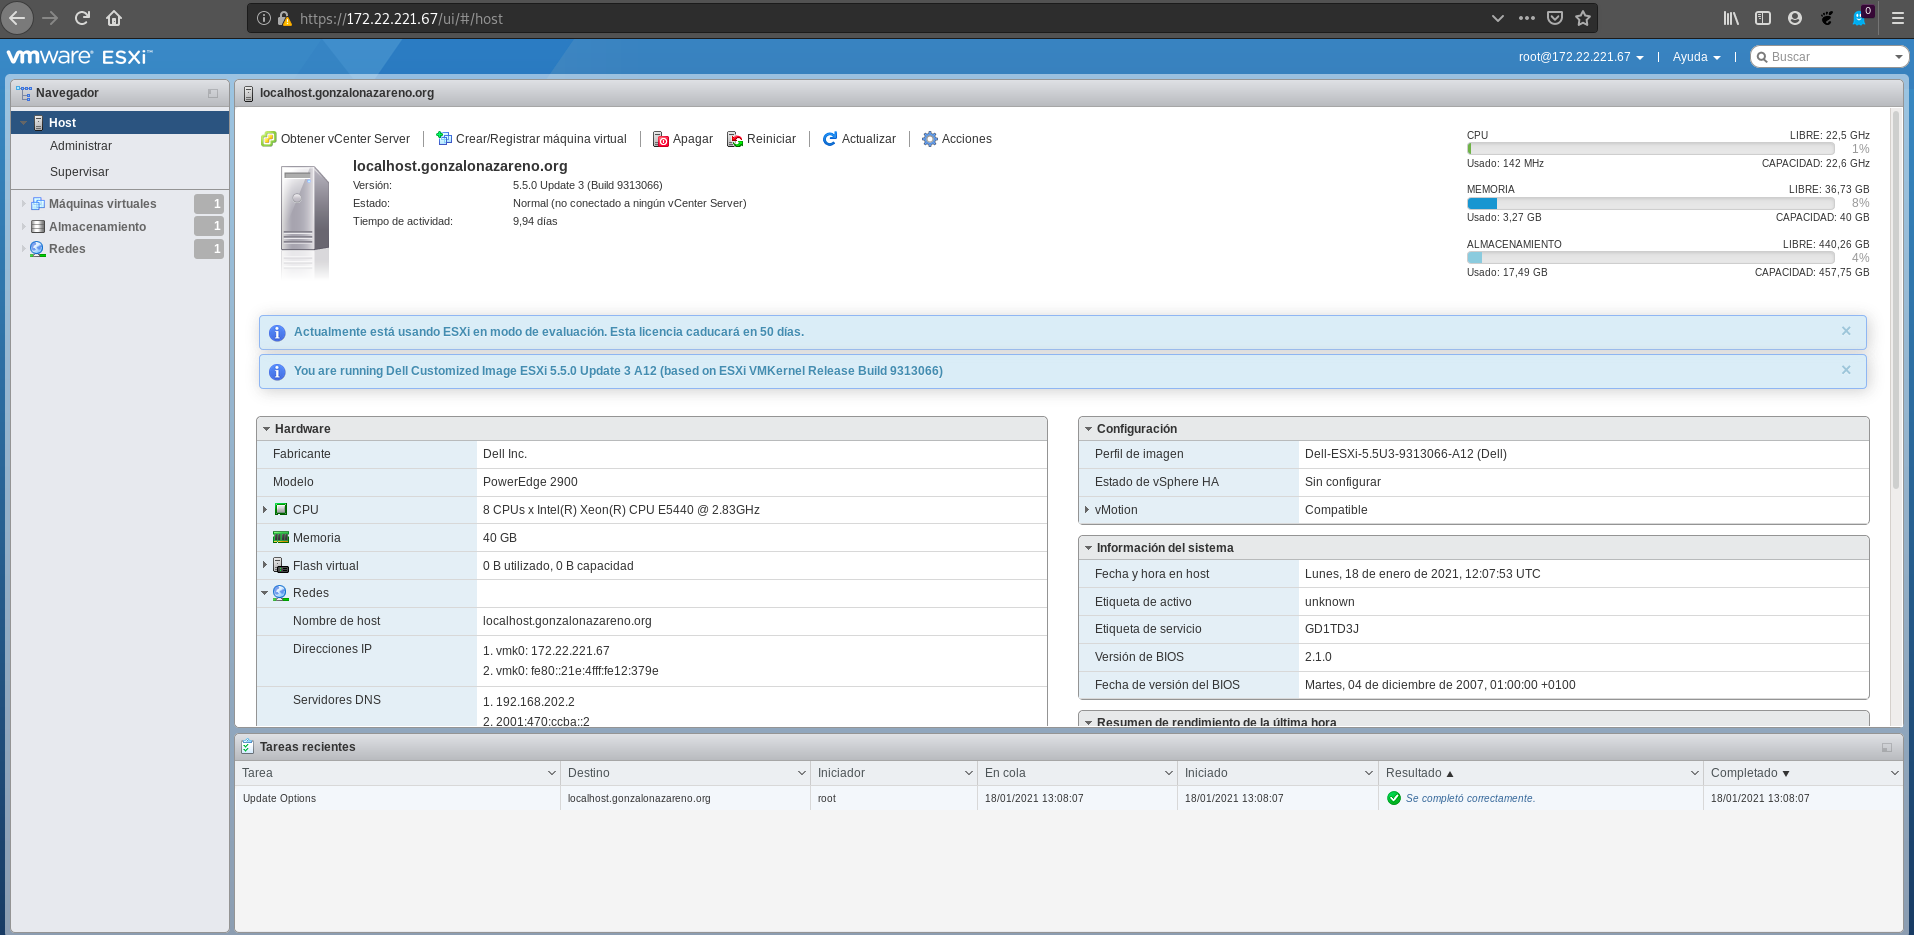 https://172.22.221.67/ui/#/host
0
vmware ESXi™
root@172.22.221.67 | Ayuda | Buscar
Navegador
Host
Administrar
Supervisar
Máquinas virtuales 1
Almacenamiento 1
Redes 1
localhost.gonzalonazareno.org
Obtener vCenter Server | Crear/Registrar máquina virtual | Apagar Reiniciar | Actualizar | Acciones
localhost.gonzalonazareno.org
Versión: 5.5.0 Update 3 (Build 9313066)
Estado: Normal (no conectado a ningún vCenter Server)
Tiempo de actividad: 9,94 días
CPU LIBRE: 22,5 GHz
1%
Usado: 142 MHz CAPACIDAD: 22,6 GHz
MEMORIA LIBRE: 36,73 GB
8%
Usado: 3,27 GB CAPACIDAD: 40 GB
ALMACENAMIENTO LIBRE: 440,26 GB
4%
Usado: 17,49 GB CAPACIDAD: 457,75 GB
Actualmente está usando ESXi en modo de evaluación. Esta licencia caducará en 50 días.
You are running Dell Customized Image ESXi 5.5.0 Update 3 A12 (based on ESXi VMKernel Release Build 9313066)
Hardware
Fabricante Dell Inc.
Modelo PowerEdge 2900
CPU 8 CPUs x Intel(R) Xeon(R) CPU E5440 @ 2.83GHz
Memoria 40 GB
Flash virtual 0 B utilizado, 0 B capacidad
Redes
Nombre de host localhost.gonzalonazareno.org
Direcciones IP 1. vmk0: 172.22.221.67
2. vmk0: fe80::21e:4fff:fe12:379e
Servidores DNS 1. 192.168.202.2
2. 2001:470:ccba::2
Configuración
Perfil de imagen Dell-ESXi-5.5U3-9313066-A12 (Dell)
Estado de vSphere HA Sin configurar
vMotion Compatible
Información del sistema
Fecha y hora en host Lunes, 18 de enero de 2021, 12:07:53 UTC
Etiqueta de activo unknown
Etiqueta de servicio GD1TD3J
Versión de BIOS 2.1.0
Fecha de versión del BIOS Martes, 04 de diciembre de 2007, 01:00:00 +0100
Resumen de rendimiento de la última hora
Tareas recientes
Tarea Destino Iniciador En cola Iniciado Resultado ▲ Completado ▼
Update Options localhost.gonzalonazareno.org root 18/01/2021 13:08:07 18/01/2021 13:08:07 Se completó correctamente. 18/01/2021 13:08:07